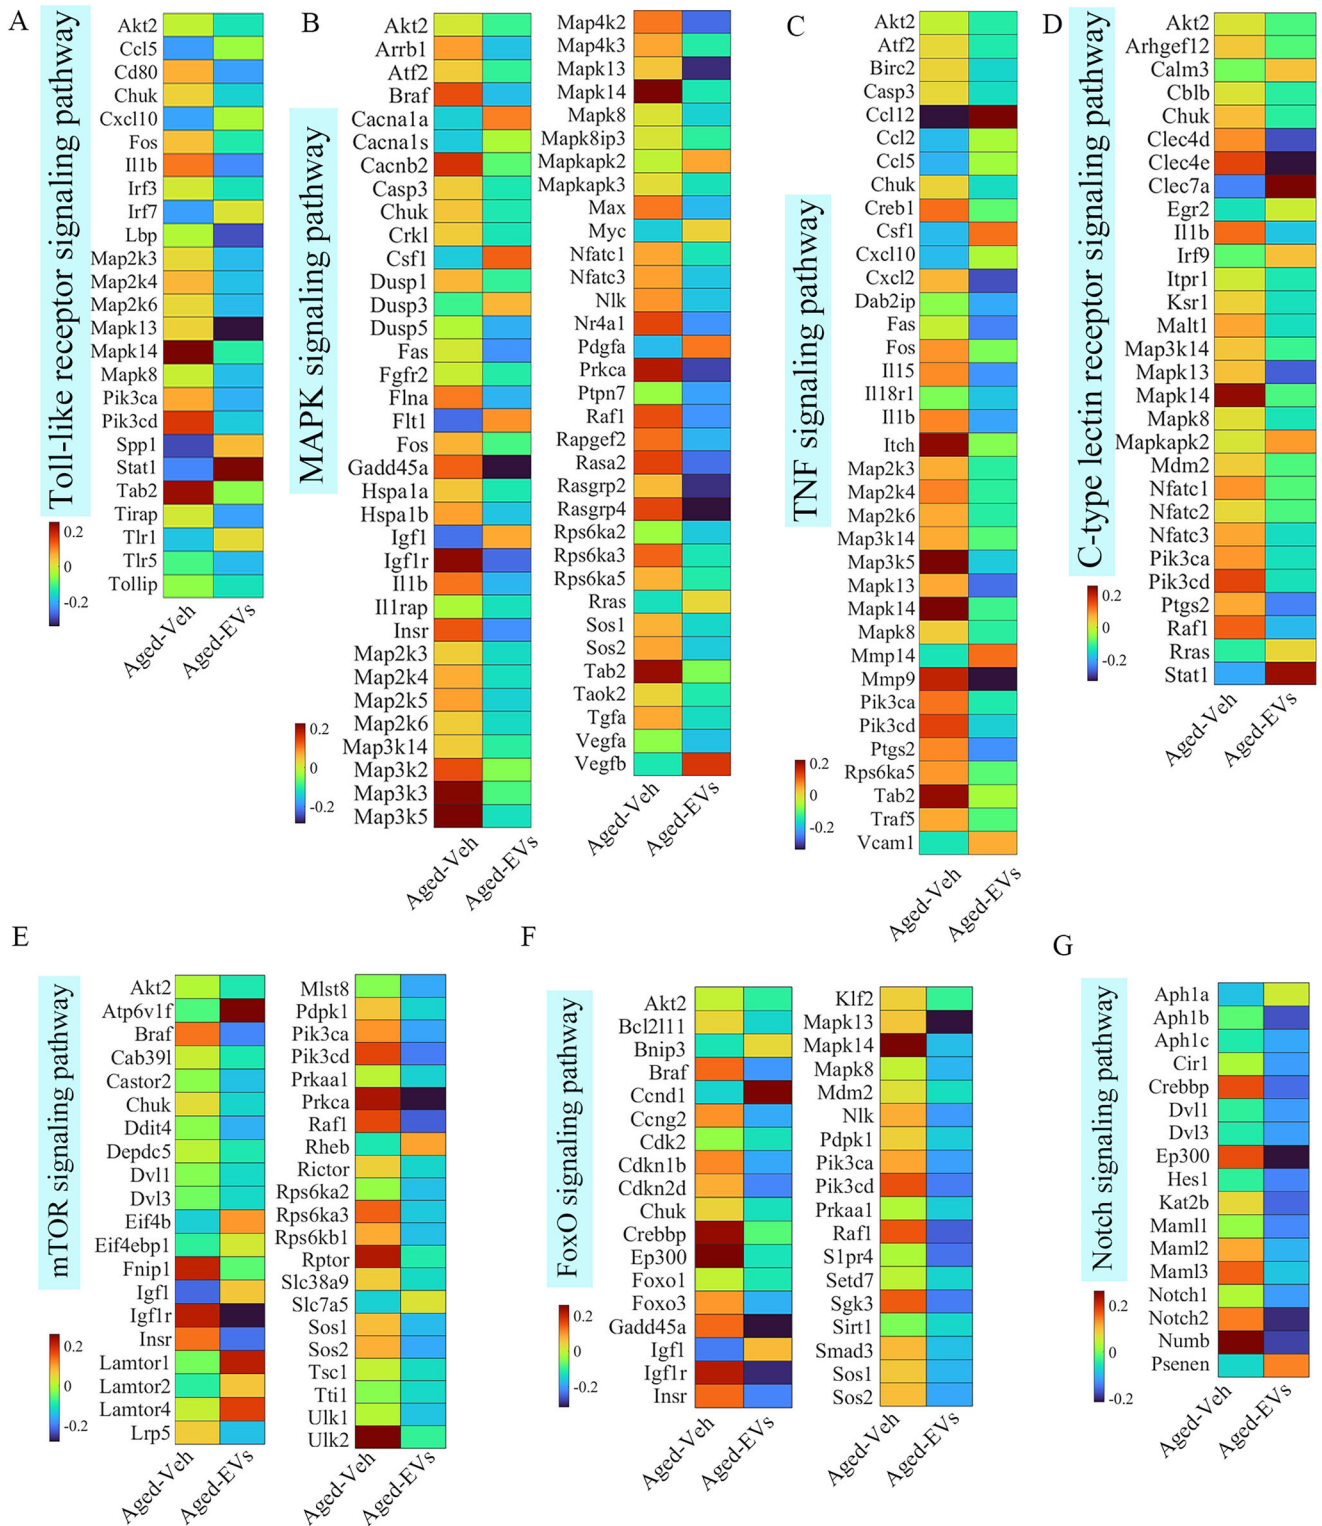 A
Toll-like receptor signaling pathway
Akt2
Ccl5
Cd80
Chuk
Cxcl10
Fos
Il1b
Irf3
Irf7
Lbp
Map2k3
Map2k4
Map2k6
Mapk13
Mapk14
Mapk8
Pik3ca
Pik3cd
Spp1
Stat1
Tab2
Tirap
Tlr1
Tlr5
Tollip
0.2
0
-0.2
Aged-Veh
Aged-EVs
B
MAPK signaling pathway
Akt2
Arrb1
Atf2
Braf
Cacna1a
Cacna1s
Cacnb2
Casp3
Chuk
Crkl
Csf1
Dusp1
Dusp3
Dusp5
Fas
Fgfr2
Flna
Flt1
Fos
Gadd45a
Hspa1a
Hspa1b
Igf1
Igf1r
Il1b
Il1rap
Insr
Map2k3
Map2k4
Map2k5
Map2k6
Map3k14
Map3k2
Map3k3
Map3k5
0.2
0
-0.2
Aged-Veh
Aged-EVs
Map4k2
Map4k3
Mapk13
Mapk14
Mapk8
Mapk8ip3
Mapkapk2
Mapkapk3
Max
Myc
Nfatc1
Nfatc3
Nlk
Nr4a1
Pdgfa
Prkca
Ptpn7
Raf1
Rapgef2
Rasa2
Rasgrp2
Rasgrp4
Rps6ka2
Rps6ka3
Rps6ka5
Rras
Sos1
Sos2
Tab2
Taok2
Tgfa
Vegfa
Vegfb
Aged-Veh
Aged-EVs
C
TNF signaling pathway
Akt2
Atf2
Birc2
Casp3
Ccl12
Ccl2
Ccl5
Chuk
Creb1
Csf1
Cxcl10
Cxcl2
Dab2ip
Fas
Fos
Il15
Il18r1
Il1b
Itch
Map2k3
Map2k4
Map2k6
Map3k14
Map3k5
Mapk13
Mapk14
Mapk8
Mmp14
Mmp9
Pik3ca
Pik3cd
Ptgs2
Rps6ka5
Tab2
Traf5
Vcam1
0.2
0
-0.2
Aged-Veh
Aged-EVs
D
C-type lectin receptor signaling pathway
Akt2
Arhgef12
Calm3
Cblb
Chuk
Clec4d
Clec4e
Clec7a
Egr2
Il1b
Irf9
Itpr1
Ksr1
Malt1
Map3k14
Mapk13
Mapk14
Mapk8
Mapkapk2
Mdm2
Nfatc1
Nfatc2
Nfatc3
Pik3ca
Pik3cd
Ptgs2
Raf1
Rras
Stat1
0.2
0
-0.2
Aged-Veh
Aged-EVs
E
mTOR signaling pathway
Akt2
Atp6v1f
Braf
Cab39l
Castor2
Chuk
Ddit4
Depdc5
Dvl1
Dvl3
Eif4b
Eif4ebp1
Fnip1
Igf1
Igf1r
Insr
Lamtor1
Lamtor2
Lamtor4
Lrp5
0.2
0
-0.2
Aged-Veh
Aged-EVs
Mlst8
Pdpk1
Pik3ca
Pik3cd
Prkaa1
Prkca
Raf1
Rheb
Rictor
Rps6ka2
Rps6ka3
Rps6kb1
Rptor
Slc38a9
Slc7a5
Sos1
Sos2
Tsc1
Tti1
Ulk1
Ulk2
Aged-Veh
Aged-EVs
F
FoxO signaling pathway
Akt2
Bcl2l11
Bnip3
Braf
Ccnd1
Ccng2
Cdk2
Cdkn1b
Cdkn2d
Chuk
Crebbp
Ep300
Foxo1
Foxo3
Gadd45a
Igf1
Igf1r
Insr
0.2
0
-0.2
Aged-Veh
Aged-EVs
Klf2
Mapk13
Mapk14
Mapk8
Mdm2
Nlk
Pdpk1
Pik3ca
Pik3cd
Prkaa1
Raf1
S1pr4
Setd7
Sgk3
Sirt1
Smad3
Sos1
Sos2
Aged-Veh
Aged-EVs
G
Notch signaling pathway
Aph1a
Aph1b
Aph1c
Cir1
Crebbp
Dvl1
Dvl3
Ep300
Hes1
Kat2b
Maml1
Maml2
Maml3
Notch1
Notch2
Numb
Psenen
0.2
0
-0.2
Aged-Veh
Aged-EVs